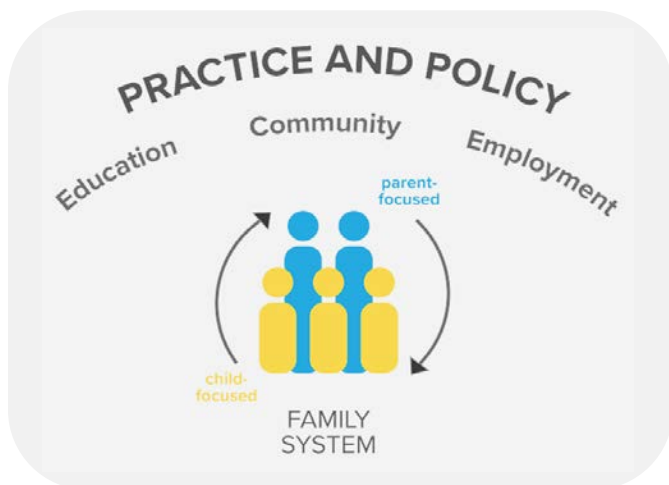 PRACTICE AND POLICY
Education
Community
Employment
parent-
focused
child-
focused
FAMILY
SYSTEM